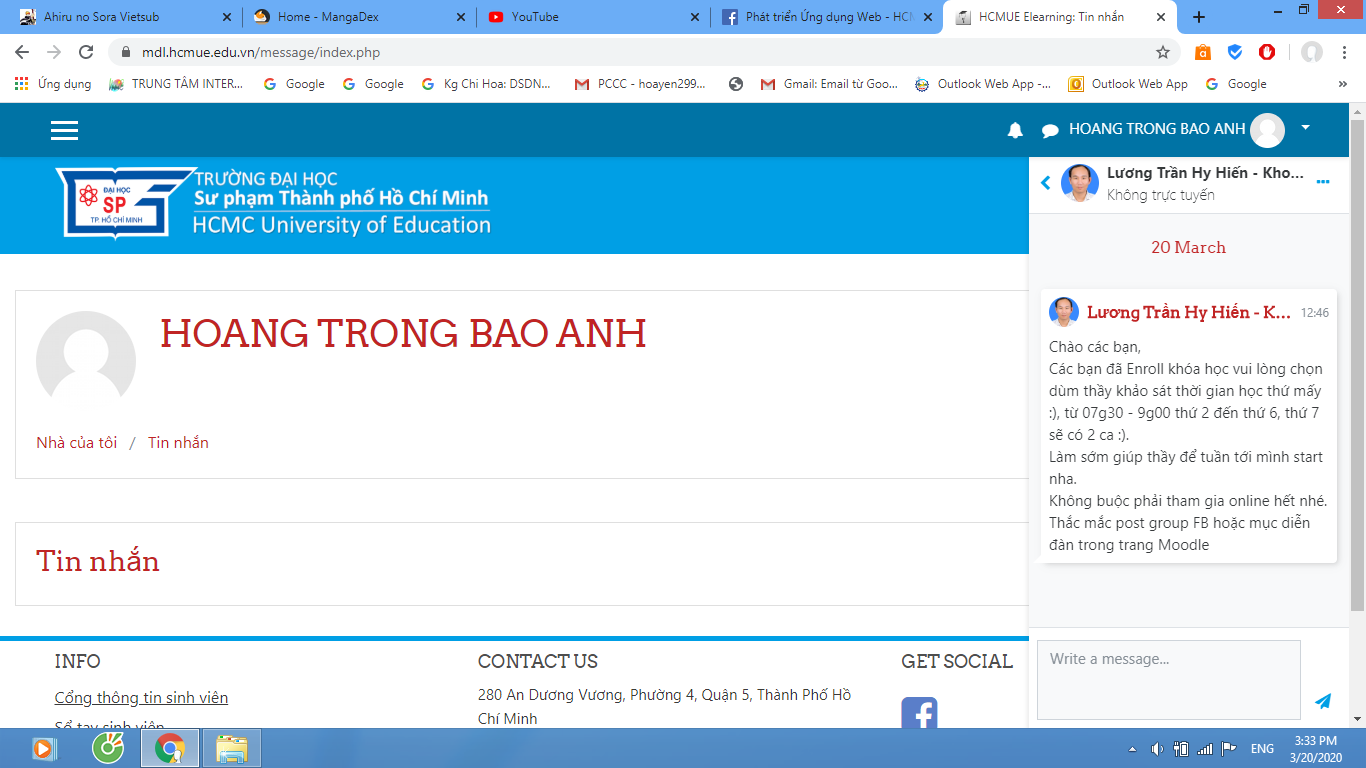 Ahiru no Sora Vietsub
Home - MangaDex
YouTube
Phát triển Ứng dụng Web - HCM
HCMUE Elearning: Tin nhắn
mdl.hcmue.edu.vn/message/index.php
Ứng dụng
TRUNG TÂM INTER...
Google
Google
Kg Chi Hoa: DSDN...
PCCC - hoayen299...
Gmail: Email từ Goo...
Outlook Web App -...
Outlook Web App
Google
HOANG TRONG BAO ANH
ĐẠI HỌC
SP
TP. HỒ CHÍ MINH
TRƯỜNG ĐẠI HỌC
Sư phạm Thành phố Hồ Chí Minh
HCMC University of Education
Lương Trần Hy Hiến - Kho...
Không trực tuyến
20 March
Lương Trần Hy Hiến - K... 12:46
Chào các bạn,
Các bạn đã Enroll khóa học vui lòng chọn
dùm thầy khảo sát thời gian học thứ mấy
:), từ 07g30 - 9g00 thứ 2 đến thứ 6, thứ 7
sẽ có 2 ca :).
Làm sớm giúp thầy để tuần tới mình start
nha.
Không buộc phải tham gia online hết nhé.
Thắc mắc post group FB hoặc mục diễn
đàn trong trang Moodle
Write a message...
HOANG TRONG BAO ANH
Nhà của tôi / Tin nhắn
Tin nhắn
INFO
Cổng thông tin sinh viên
Sổ tay sinh viên
CONTACT US
280 An Dương Vương, Phường 4, Quận 5, Thành Phố Hồ
Chí Minh
GET SOCIAL
ENG
3:33 PM
3/20/2020